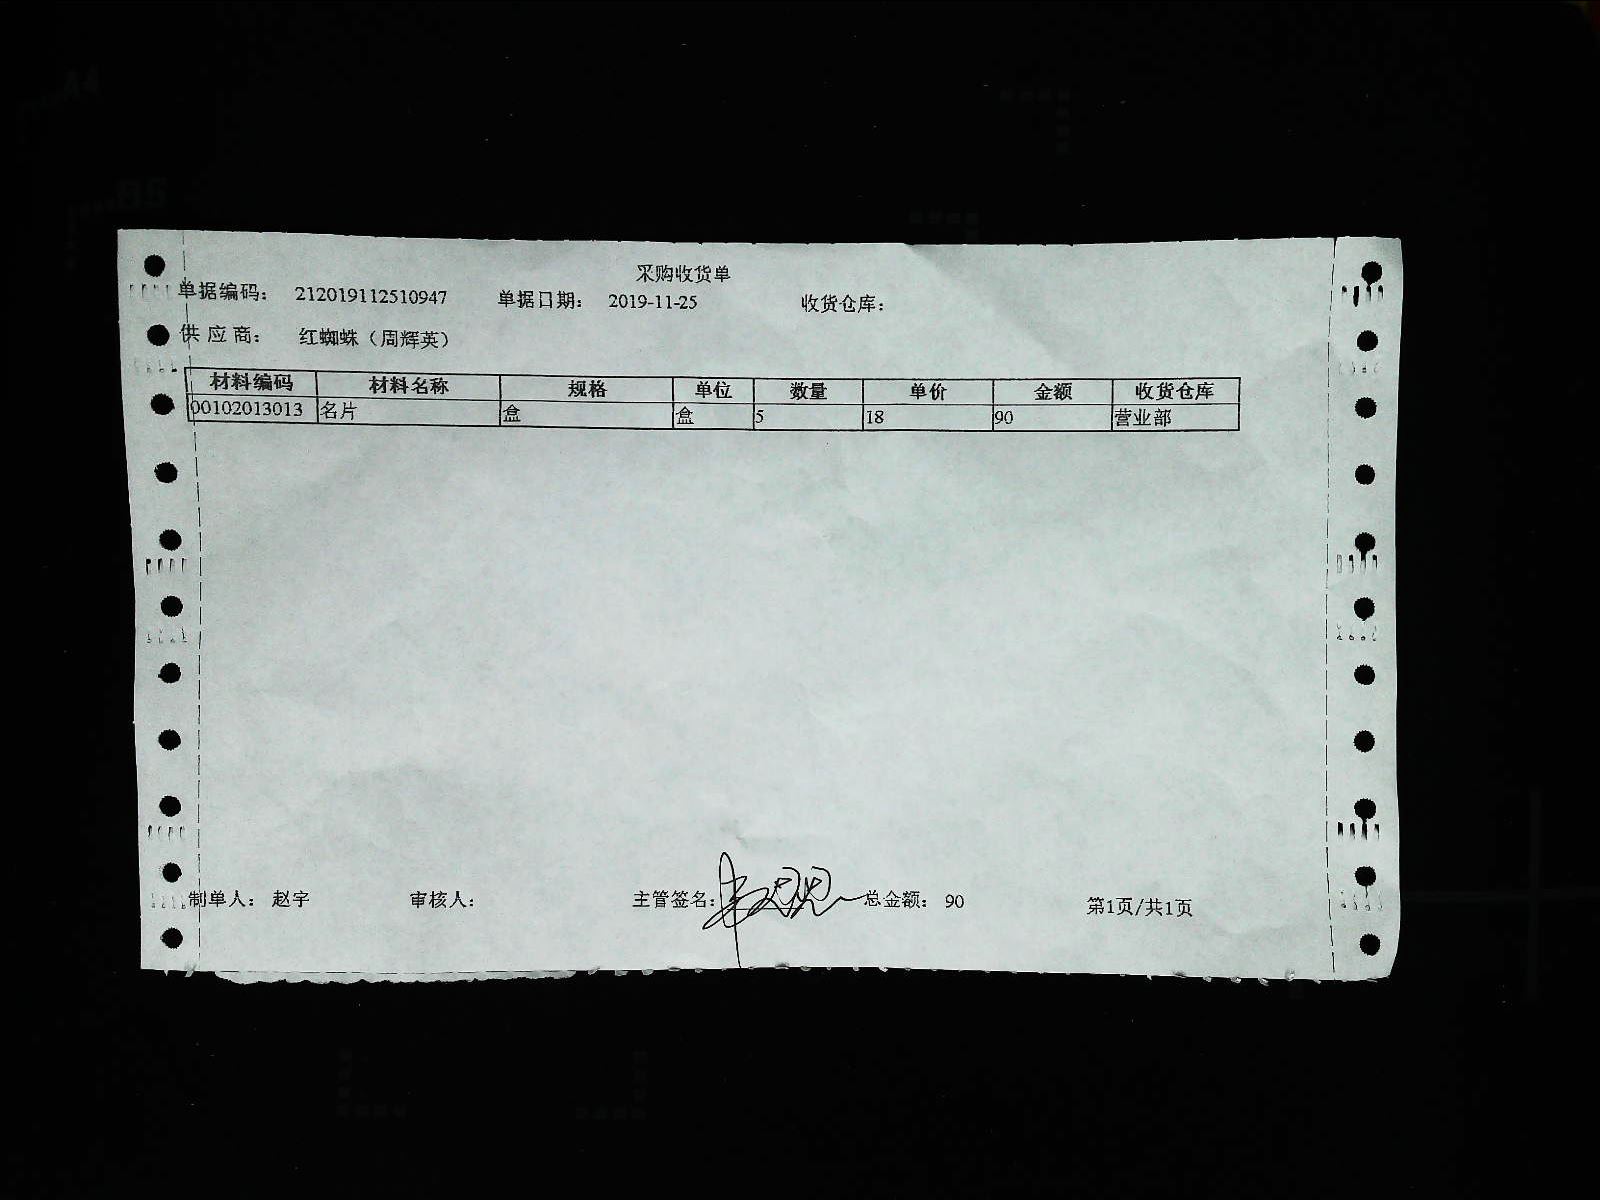 采购收货单
单据编码： 212019112510947 单据日期： 2019-11-25 收货仓库：
供应商： 红蜘蛛（周辉英）
材料编码 材料名称 规格 单位 数量 单价 金额 收货仓库
00102013013 名片 盒 盒 5 18 90 营业部
制单人： 赵宇 审核人： 主管签名： 总金额： 90 第1页/共1页